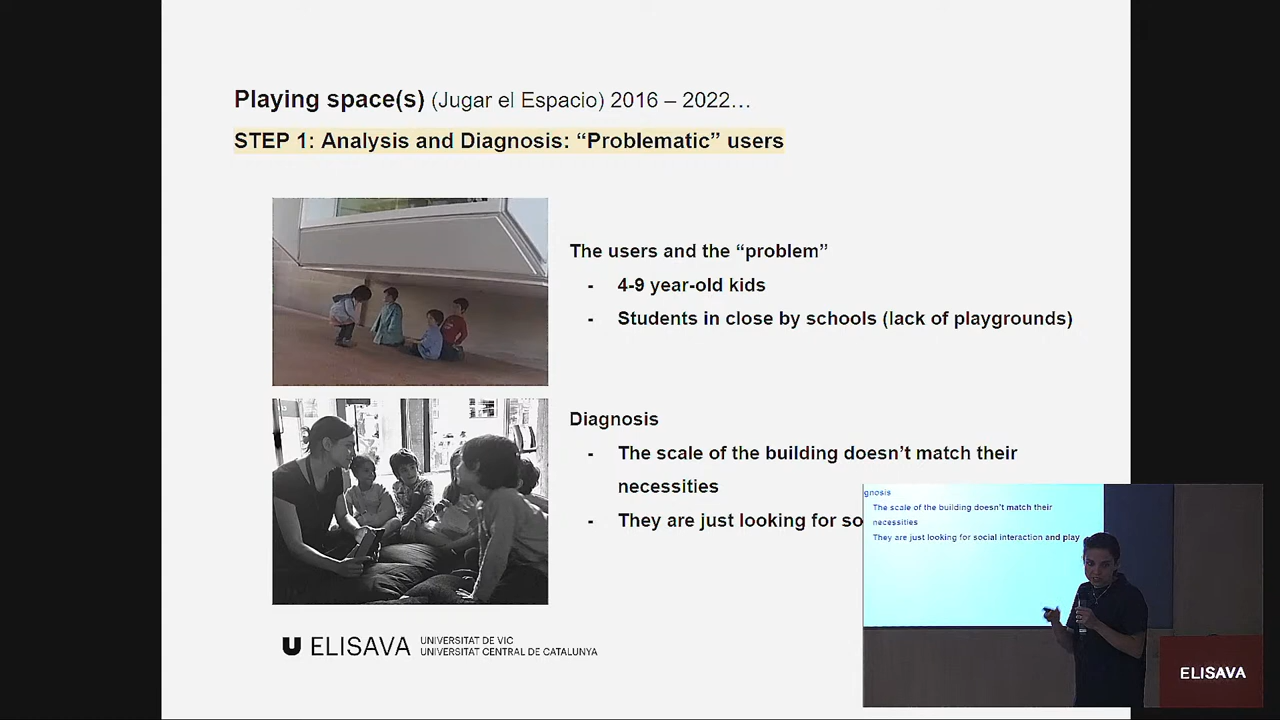 Playing space(s) (Jugar el Espacio) 2016 – 2022…
STEP 1: Analysis and Diagnosis: “Problematic” users
The users and the “problem”
- 4-9 year-old kids
- Students in close by schools (lack of playgrounds)
Diagnosis
- The scale of the building doesn’t match their
necessities
- They are just looking for so
U ELISAVA UNIVERSITAT DE VIC
UNIVERSITAT CENTRAL DE CATALUNYA
gnosis
The scale of the building doesn’t match their
necessities
They are just looking for social interaction and play
ELISAVA